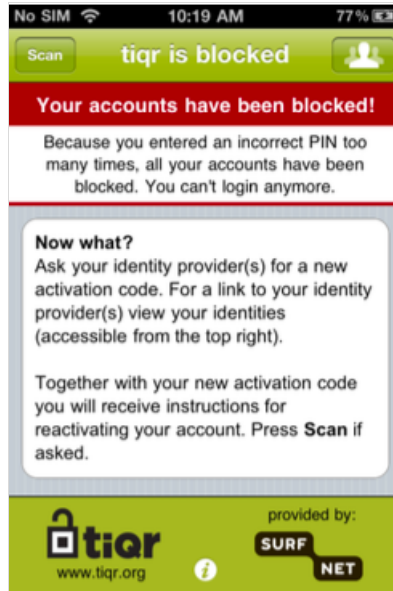 No SIM 10:19 AM 77%
Scan tiqr is blocked
Your accounts have been blocked!
Because you entered an incorrect PIN too
many times, all your accounts have been
blocked. You can't login anymore.
Now what?
Ask your identity provider(s) for a new
activation code. For a link to your identity
provider(s) view your identities
(accessible from the top right).
Together with your new activation code
you will receive instructions for
reactivating your account. Press Scan if
asked.
tiqr
www.tiqr.org
i
provided by:
SURF
NET